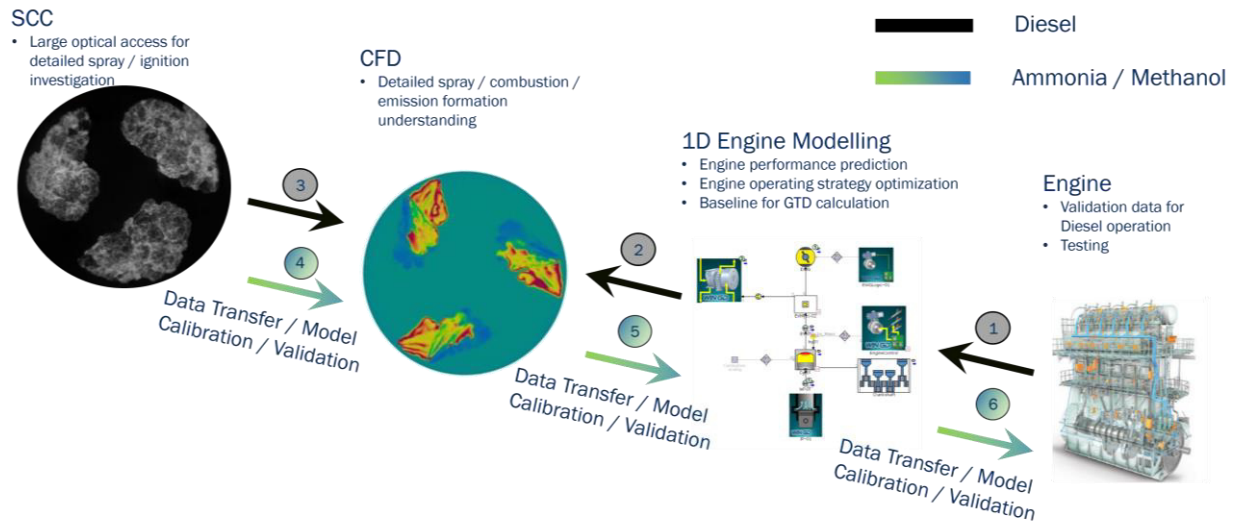 SCC
• Large optical access for
detailed spray / ignition
investigation
CFD
• Detailed spray / combustion /
emission formation
understanding
Diesel
Ammonia / Methanol
1D Engine Modelling
• Engine performance prediction
• Engine operating strategy optimization
• Baseline for GTD calculation
Engine
• Validation data for
Diesel operation
• Testing
3
4
Data Transfer / Model
Calibration / Validation
2
5
Data Transfer / Model
Calibration / Validation
1
6
Data Transfer / Model
Calibration / Validation